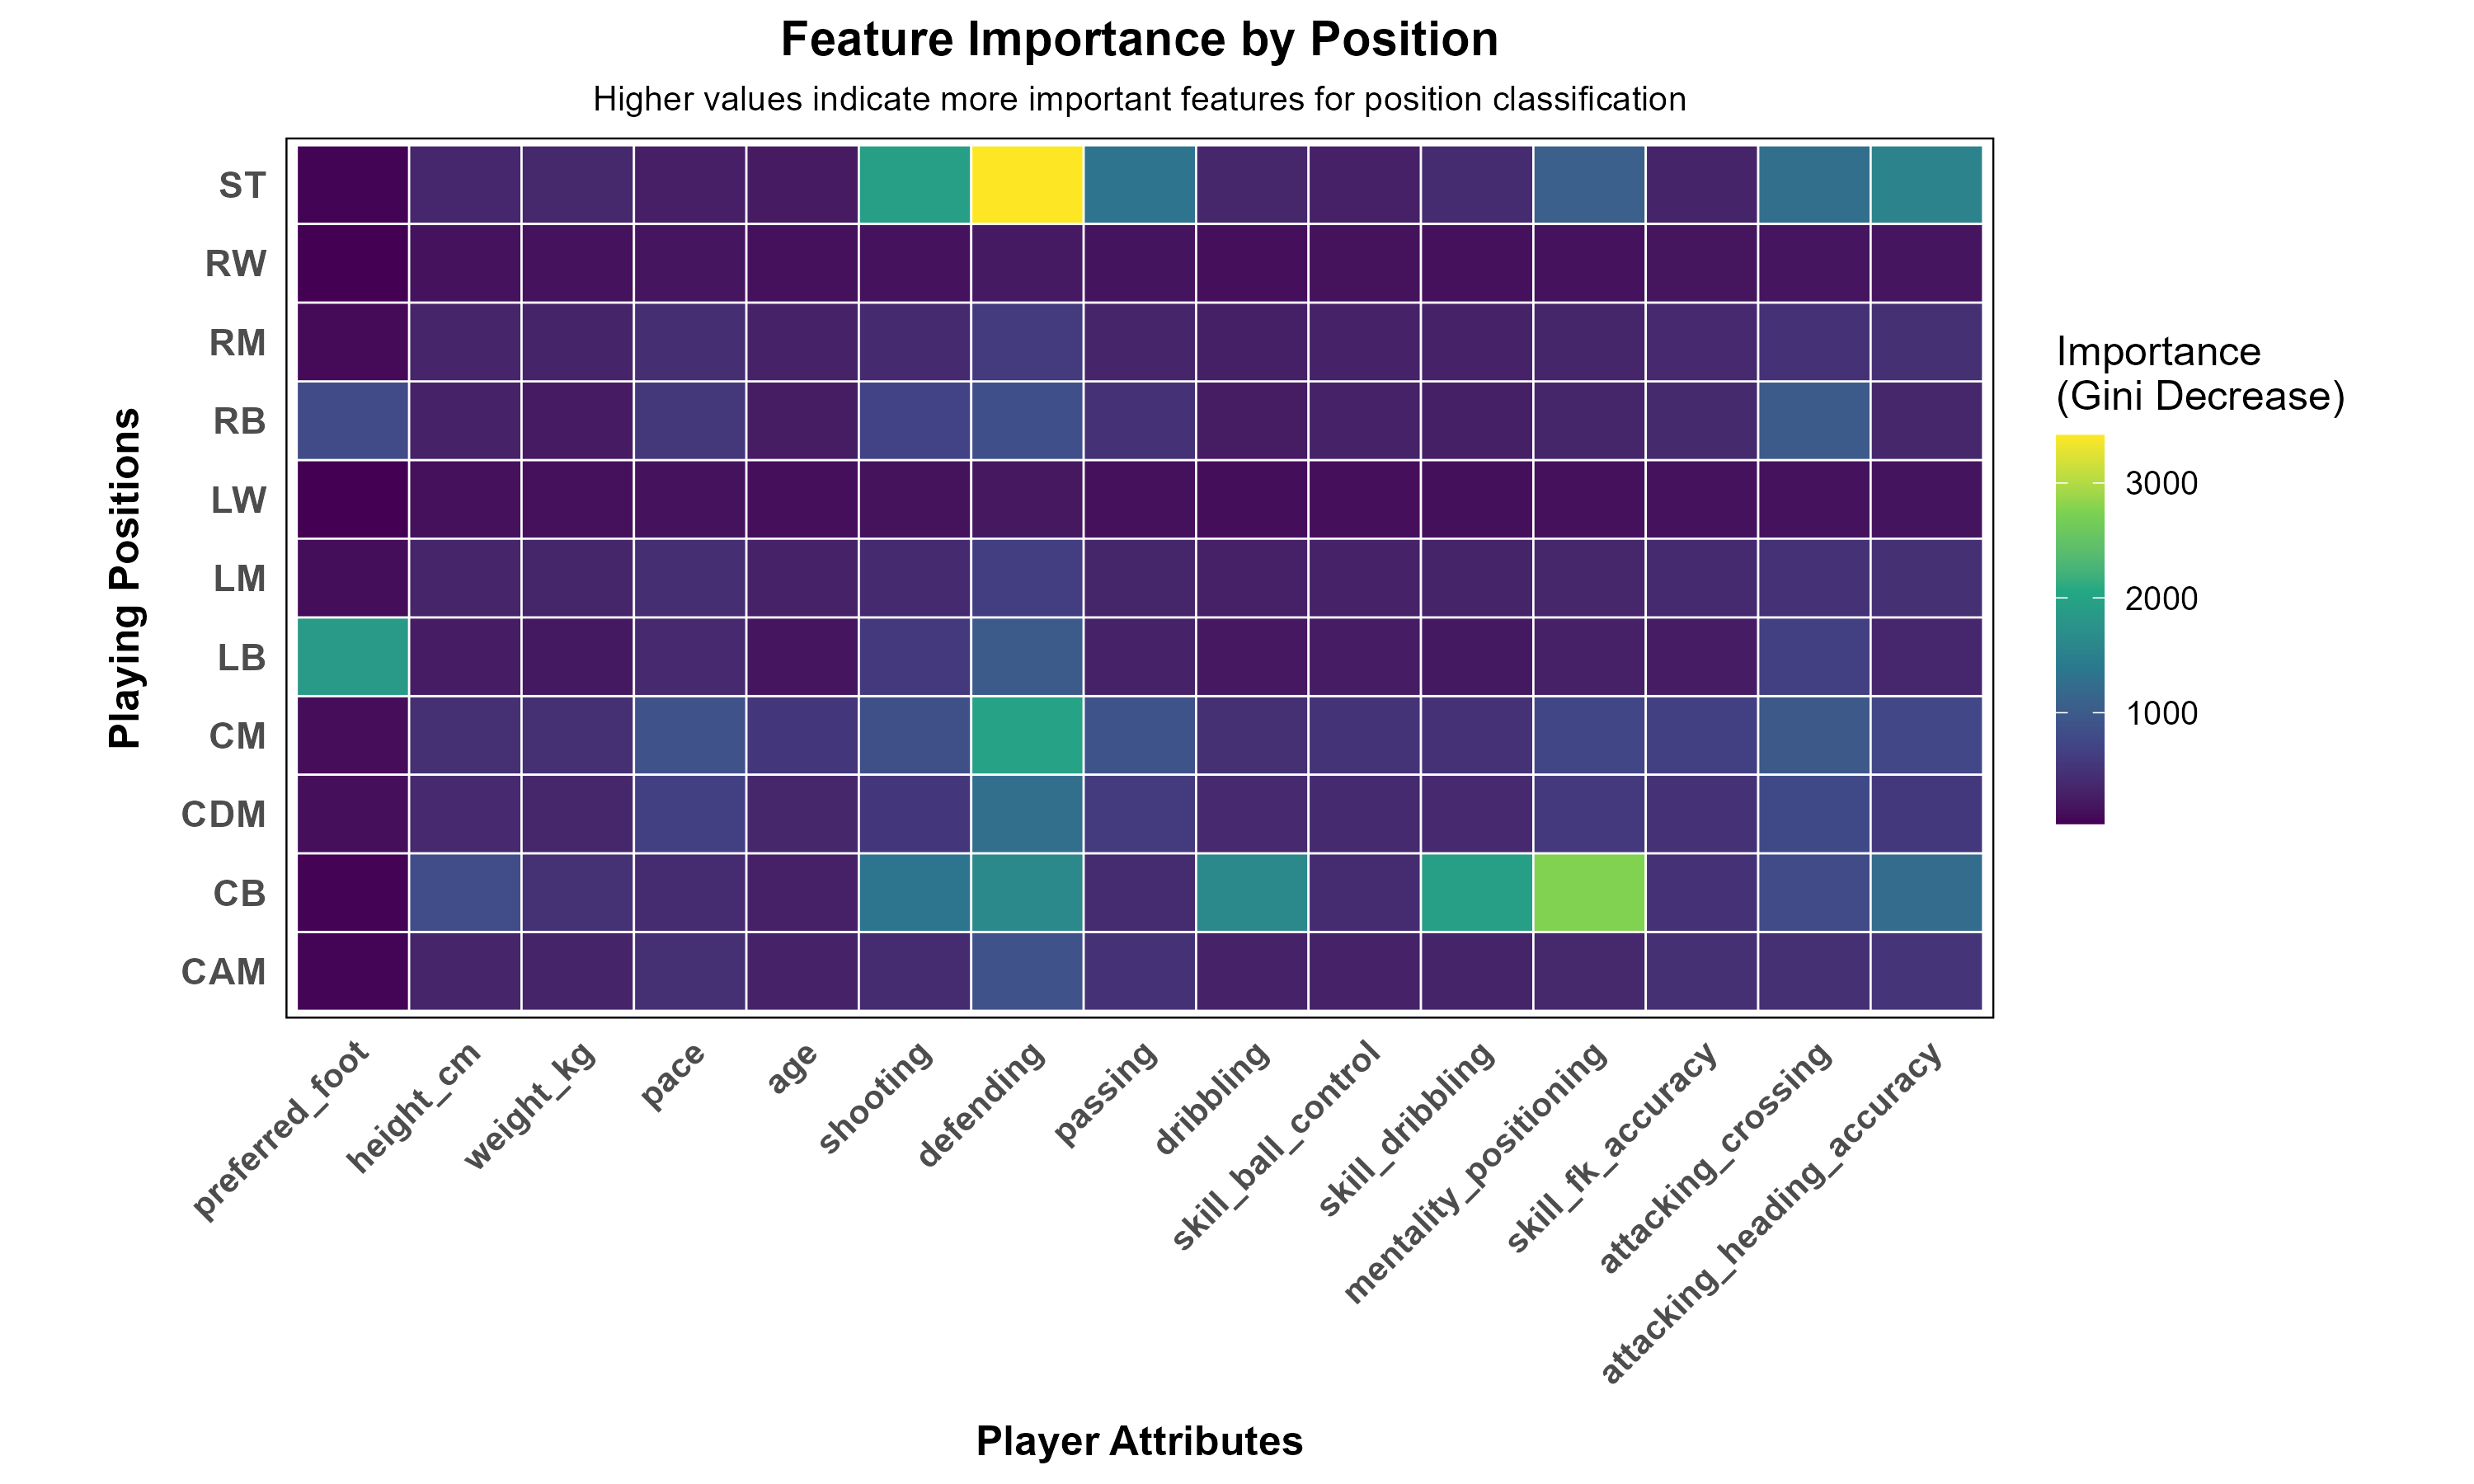 Feature Importance by Position
Higher values indicate more important features for position classification
Playing Positions
ST
RW
RM
RB
LW
LM
LB
CM
CDM
CB
CAM
preferred_foot
height_cm
weight_kg
pace
age
shooting
defending
passing
dribbling
skill_ball_control
skill_dribbling
mentality_positioning
skill_fk_accuracy
attacking_crossing
attacking_heading_accuracy
Player Attributes
Importance
(Gini Decrease)
3000
2000
1000